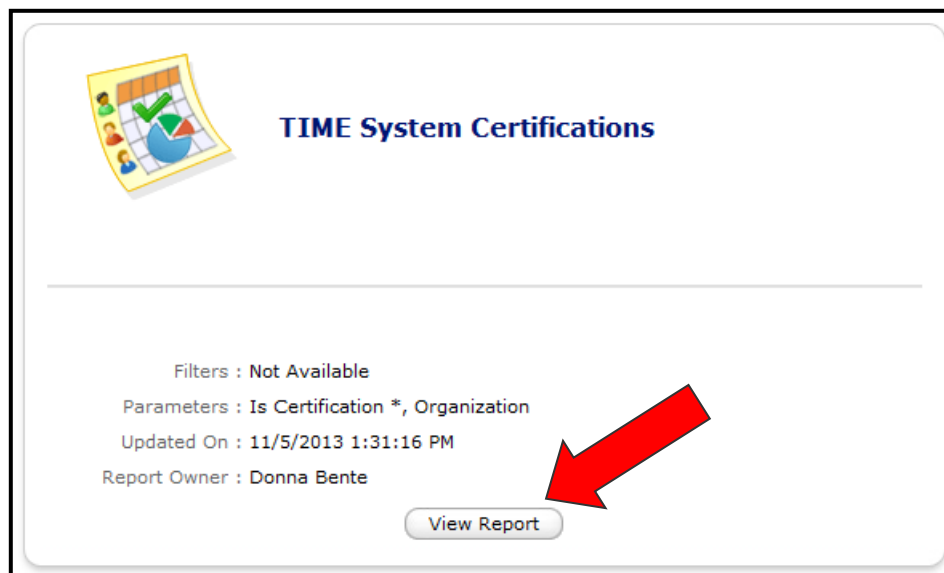 TIME System Certifications
Filters : Not Available
Parameters : Is Certification *, Organization
Updated On : 11/5/2013 1:31:16 PM
Report Owner : Donna Bente
View Report